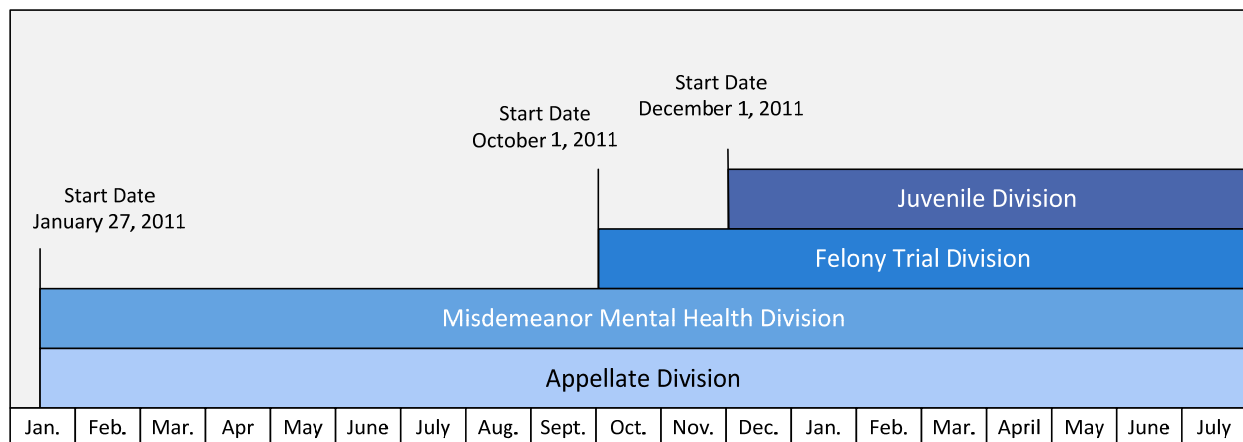 Start Date
December 1, 2011
Start Date
October 1, 2011
Start Date
January 27, 2011
Juvenile Division
Felony Trial Division
Misdemeanor Mental Health Division
Appellate Division
Jan. Feb. Mar. Apr May June July Aug. Sept. Oct. Nov. Dec. Jan. Feb. Mar. April May June July